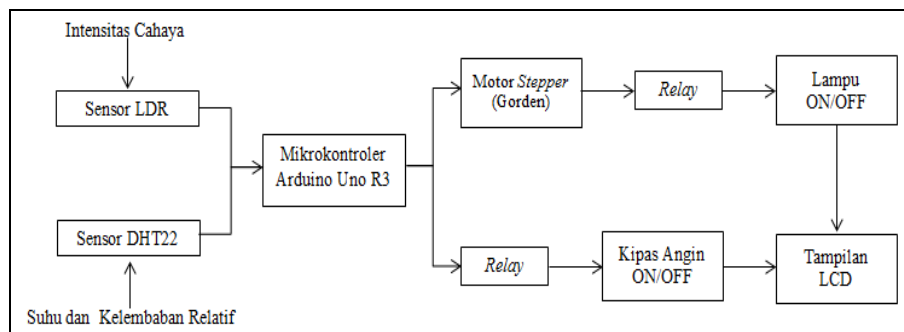 Intensitas Cahaya
Sensor LDR
Sensor DHT22
Suhu dan Kelembaban Relatif
Mikrokontroler
Arduino Uno R3
Motor Stepper
(Gorden)
Relay
Lampu
ON/OFF
Relay
Kipas Angin
ON/OFF
Tampilan
LCD